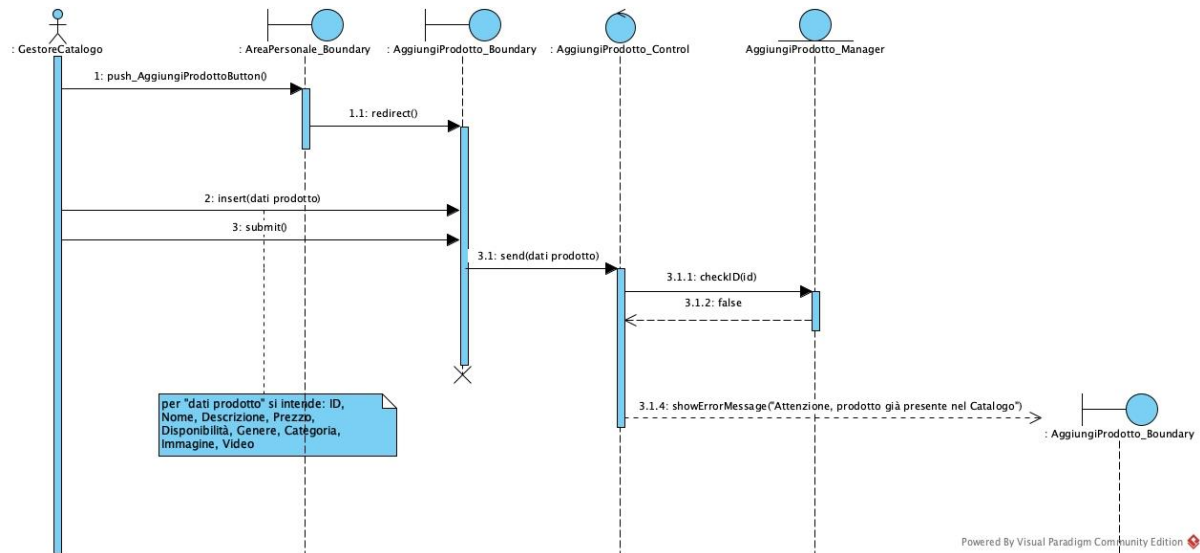 : GestoreCatalogo
: AreaPersonale_Boundary
: AggiungiProdotto_Boundary
: AggiungiProdotto_Control
AggiungiProdotto_Manager
1: push_AggiungiProdottoButton()
1.1: redirect()
2: insert(dati prodotto)
3: submit()
3.1: send(dati prodotto)
3.1.1: checkID(id)
3.1.2: false
per "dati prodotto" si intende: ID,
Nome, Descrizione, Prezzo,
Disponibilità, Genere, Categoria,
Immagine, Video
3.1.4: showErrorMessage("Attenzione, prodotto già presente nel Catalogo")
: AggiungiProdotto_Boundary
Powered By Visual Paradigm Community Edition